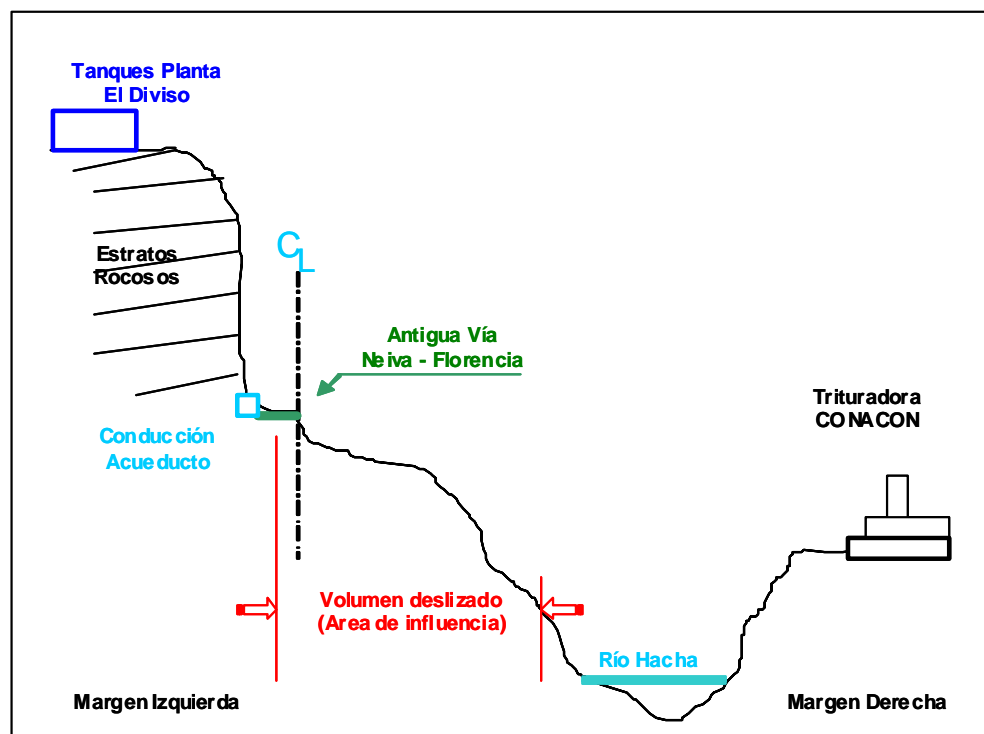 Tanques Planta
El Diviso
Estratos
Rocosos
CL
Antigua Vía
Neiva - Florencia
Trituradora
CONACON
Conducción
Acueducto
Volumen deslizado
(Area de influencia)
Río Hacha
Margen Izquierda
Margen Derecha